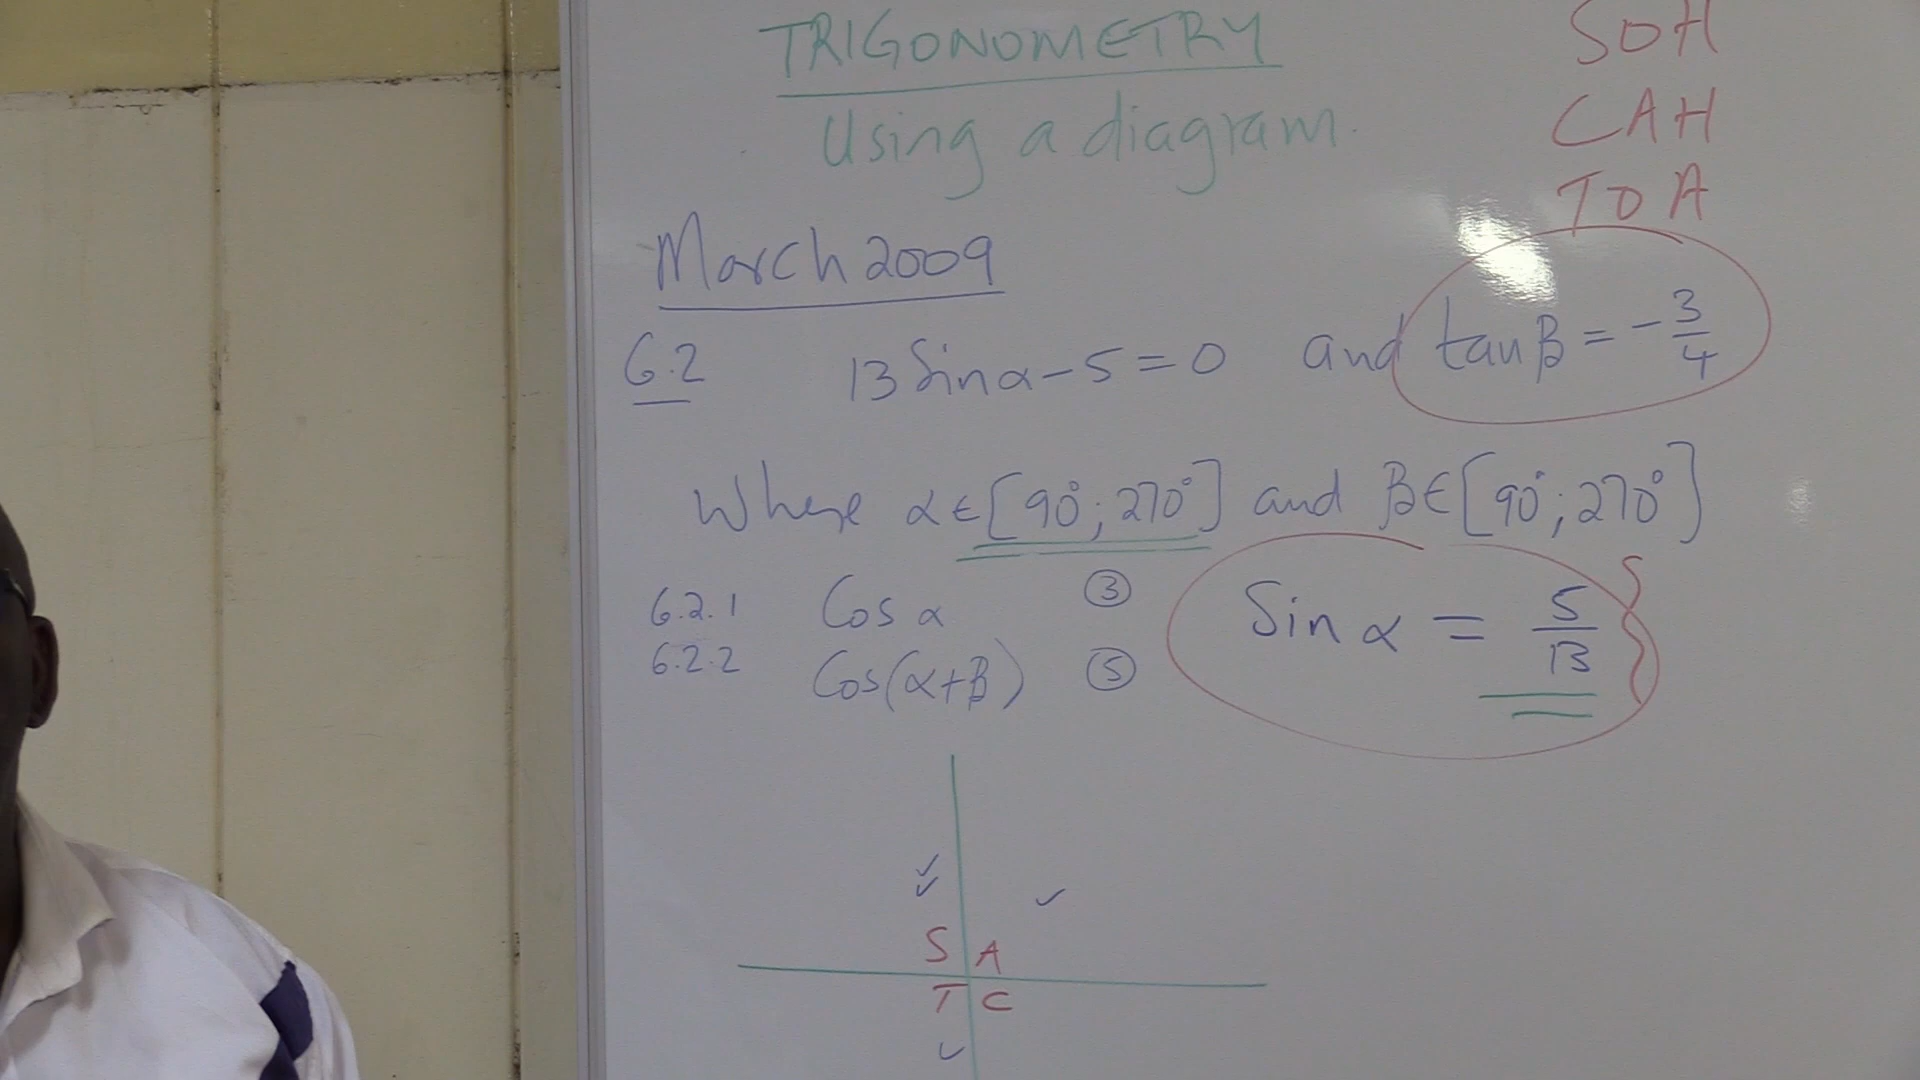 TRIGONOMETRY
Using a diagram.
SOH
CAH
TOA
March 2009
6.2 13 Sin α - 5 = 0 and tan β = -3/4
Where α ∈ [90°; 270°] and β ∈ [90°; 270°]
6.2.1 Cos α ③
6.2.2 Cos(α+β) ⑤
Sin α = 5/13
S A
T C